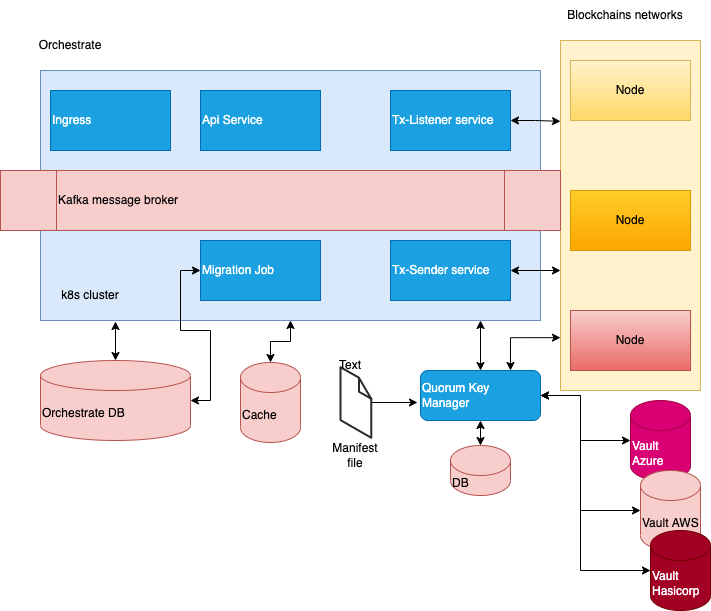 Blockchains networks
Orchestrate
Ingress
Api Service
Tx-Listener service
Node
Kafka message broker
Node
Migration Job
Tx-Sender service
k8s cluster
Node
Text
Orchestrate DB
Cache
Quorum Key
Manager
Manifest
file
DB
Vault
Azure
Vault AWS
Vault
Hasicorp